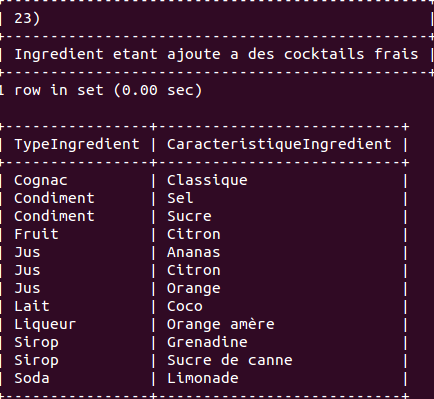 | 23) |
| Ingredient etant ajoute a des cocktails frais |
1 row in set (0.00 sec)
| TypeIngredient | CaracteristiqueIngredient |
| Cognac | Classique |
| Condiment | Sel |
| Condiment | Sucre |
| Fruit | Citron |
| Jus | Ananas |
| Jus | Citron |
| Jus | Orange |
| Lait | Coco |
| Liqueur | Orange amère |
| Sirop | Grenadine |
| Sirop | Sucre de canne |
| Soda | Limonade |